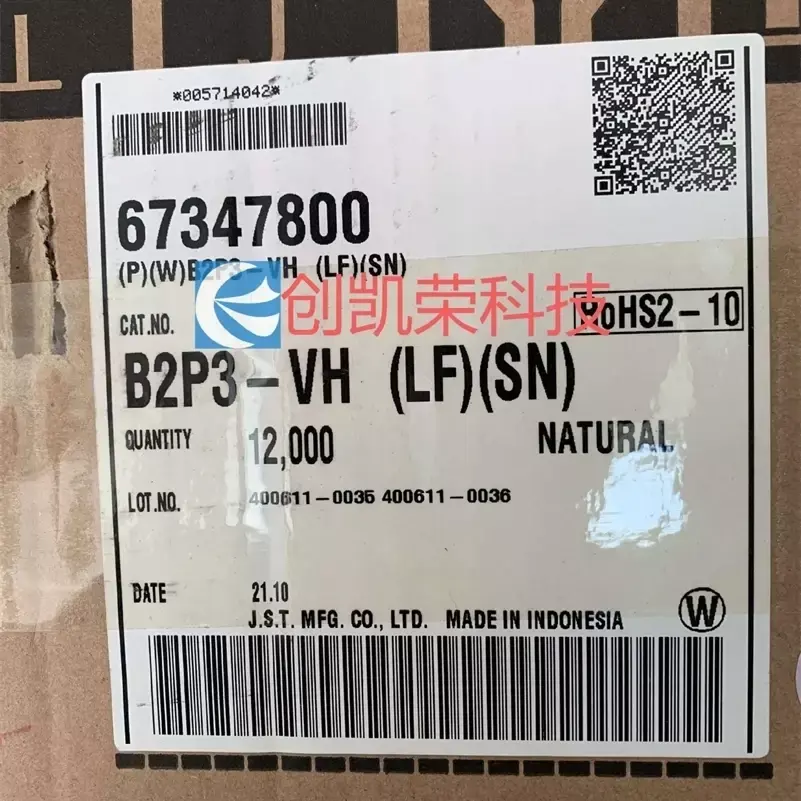 *005714042*
67347800
(P)(W)B2P3-VH (LF)(SN)
创凯荣科技
CAT.NO.
RoHS2-10
B2P3-VH (LF)(SN)
QUANTITY 12,000 NATURAL
LOT.NO. 400611-0035 400611-0036
DATE 21.10
J.S.T. MFG. CO., LTD. MADE IN INDONESIA
W